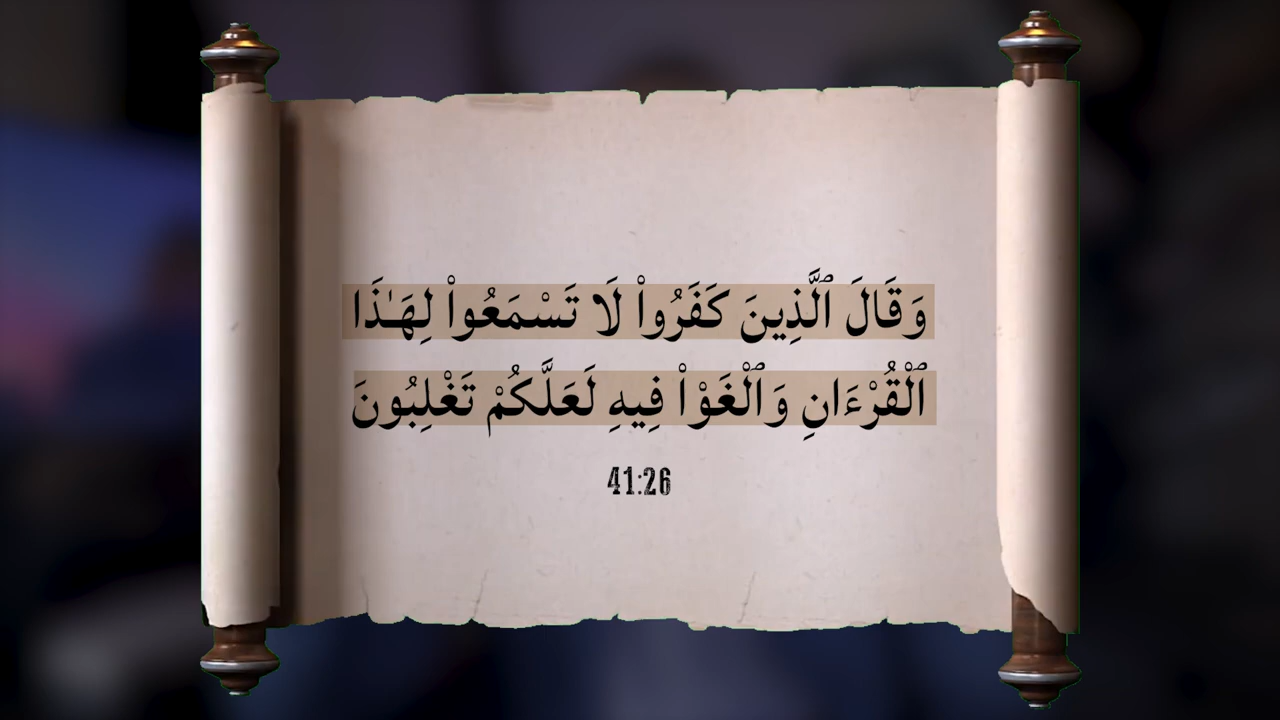 وَقَالَ ٱلَّذِينَ كَفَرُوا۟ لَا تَسْمَعُوا۟ لِهَـٰذَا
ٱلْقُرْءَانِ وَٱلْغَوْا۟ فِيهِ لَعَلَّكُمْ تَغْلِبُونَ
41:26